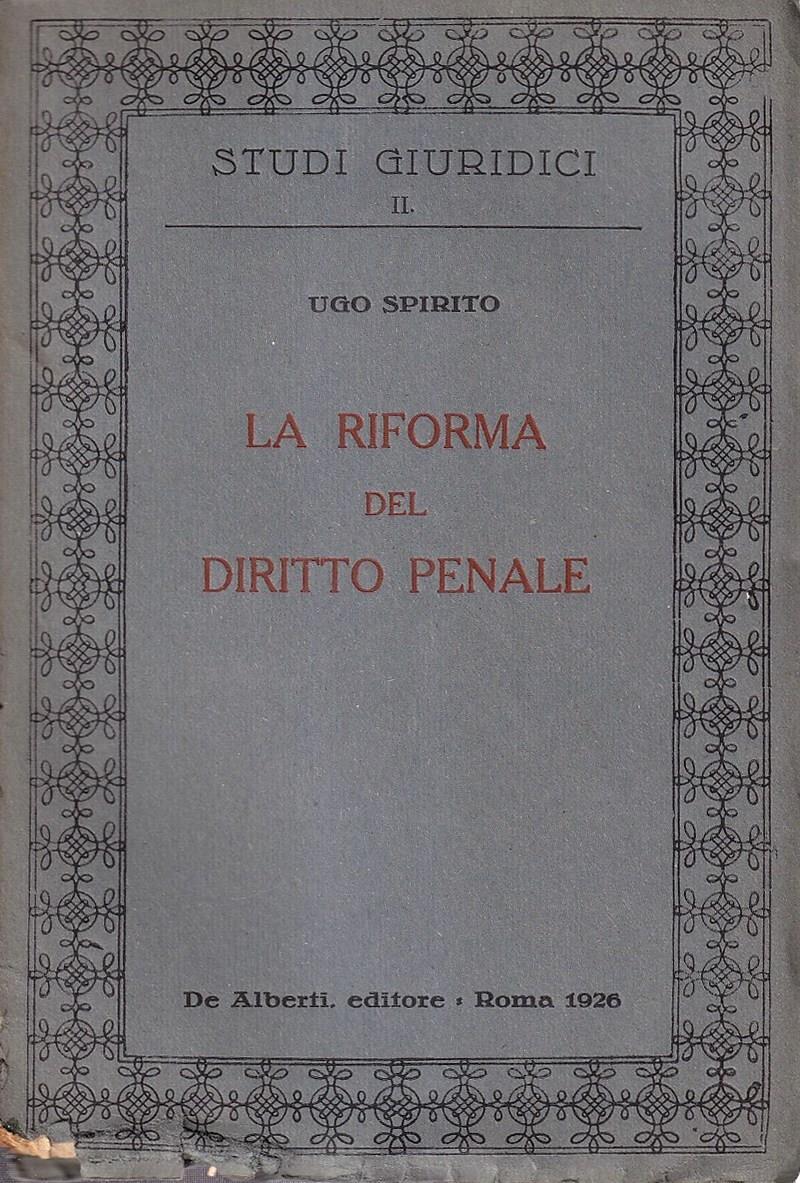 STUDI GIURIDICI
II.
UGO SPIRITO
LA RIFORMA
DEL
DIRITTO PENALE
De Alberti, editore * Roma 1926